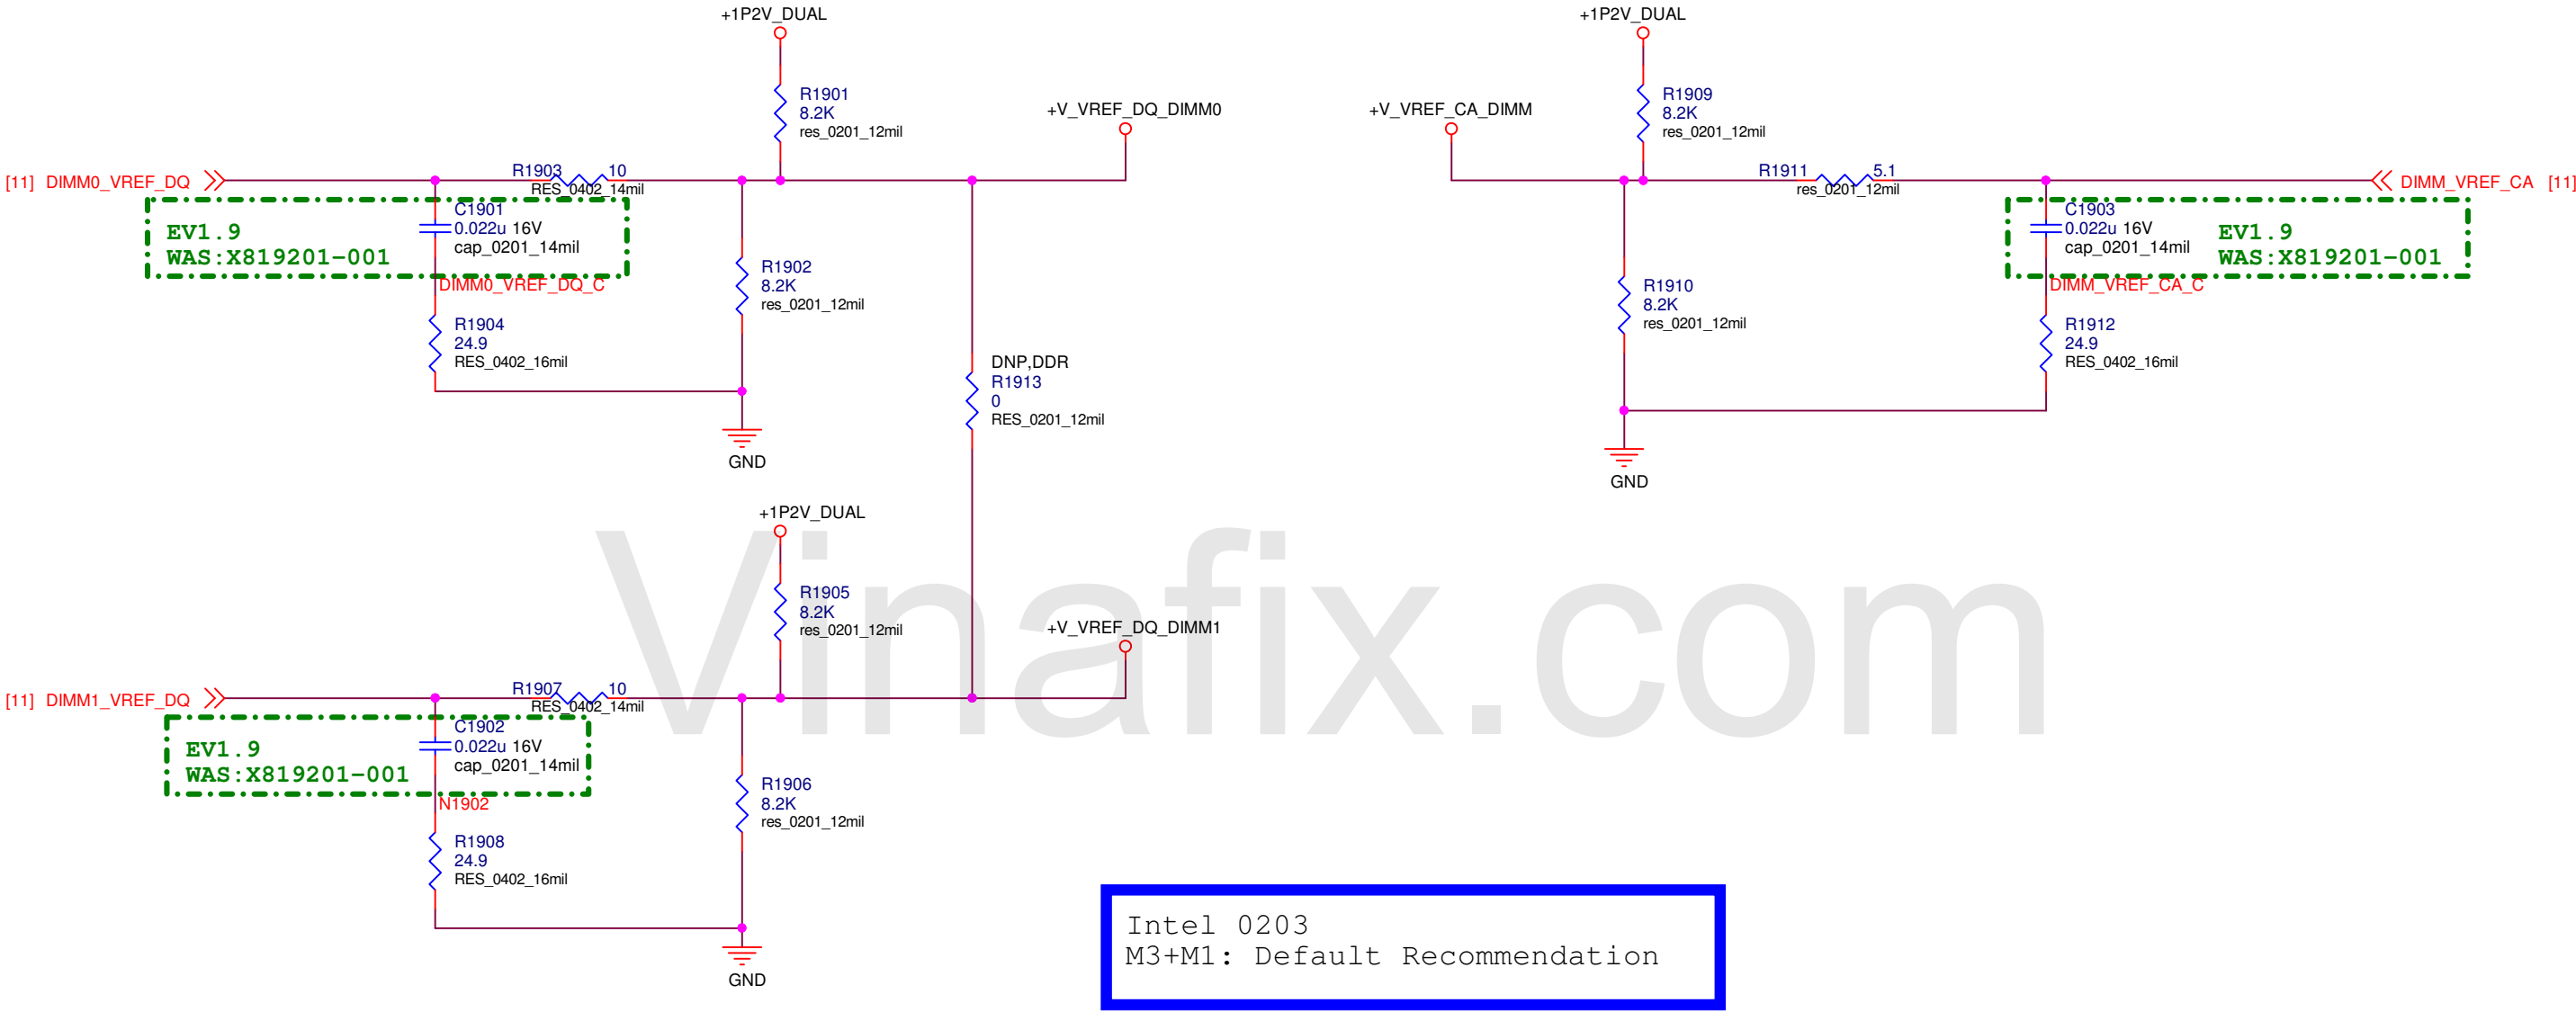 +1P2V_DUAL
R1901
8.2K
res_0201_12mil
+V_VREF_DQ_DIMM0
[11] DIMM0_VREF_DQ
R1903 10
RES_0402_14mil
C1901
0.022u 16V
cap_0201_14mil
EV1.9
WAS:X819201-001
DIMM0_VREF_DQ_C
R1902
8.2K
res_0201_12mil
R1904
24.9
RES_0402_16mil
GND
DNP,DDR
R1913
0
RES_0201_12mil
+1P2V_DUAL
R1909
8.2K
res_0201_12mil
+V_VREF_CA_DIMM
R1911 5.1
res_0201_12mil
DIMM_VREF_CA [11]
C1903
0.022u 16V
cap_0201_14mil
EV1.9
WAS:X819201-001
DIMM_VREF_CA_C
R1910
8.2K
res_0201_12mil
R1912
24.9
RES_0402_16mil
GND
+1P2V_DUAL
R1905
8.2K
res_0201_12mil
+V_VREF_DQ_DIMM1
[11] DIMM1_VREF_DQ
R1907 10
RES_0402_14mil
C1902
0.022u 16V
cap_0201_14mil
EV1.9
WAS:X819201-001
N1902
R1906
8.2K
res_0201_12mil
R1908
24.9
RES_0402_16mil
GND
Vinafix.com
Intel 0203
M3+M1: Default Recommendation